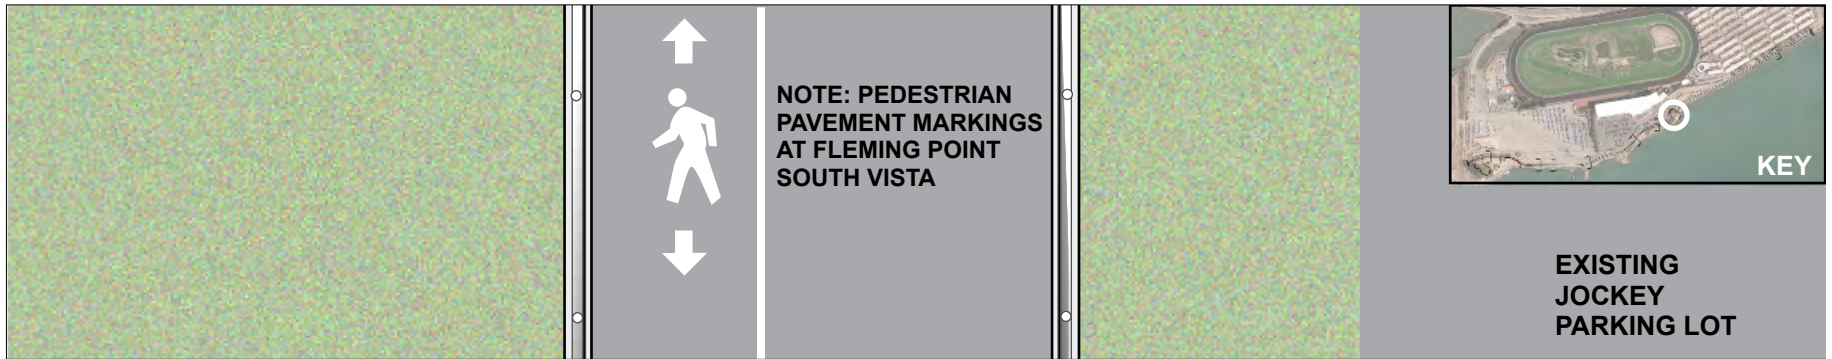 NOTE: PEDESTRIAN
PAVEMENT MARKINGS
AT FLEMING POINT
SOUTH VISTA
KEY
EXISTING
JOCKEY
PARKING LOT